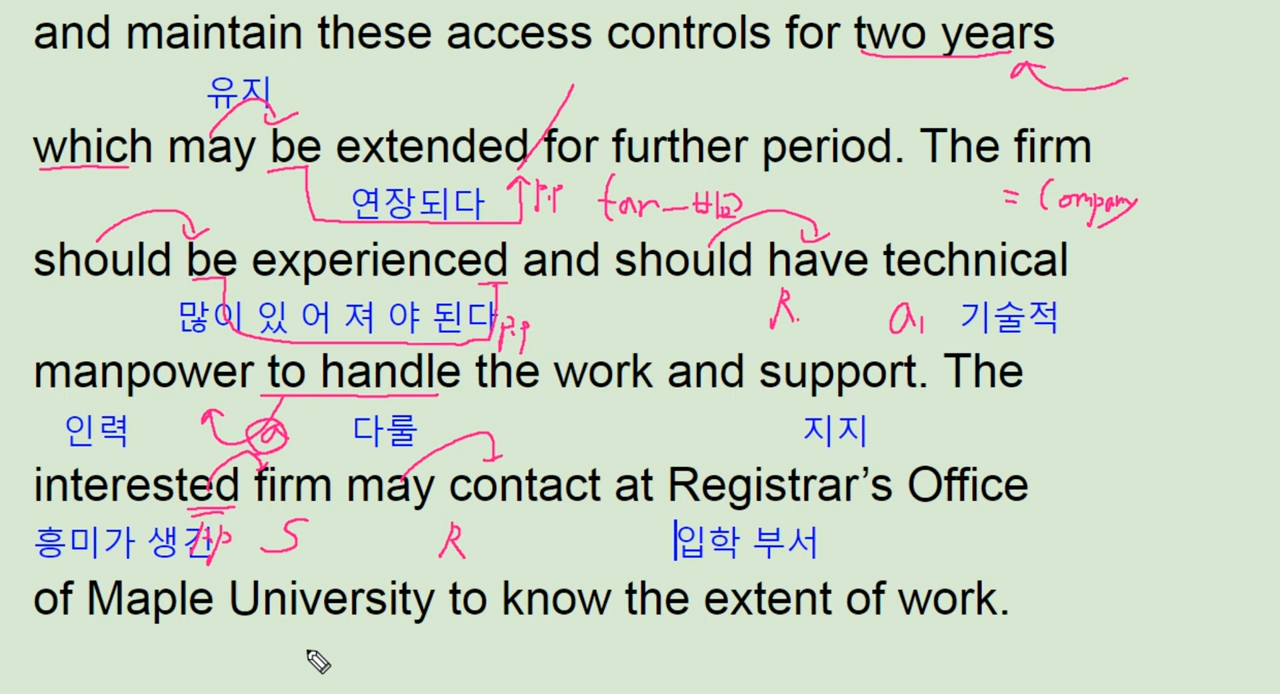 and maintain these access controls for two years
유지
which may be extended for further period. The firm
연장되다 P.P far-비교 = Company
should be experienced and should have technical
많이 있 어 져 야 된다 P.P R. a, 기술적
manpower to handle the work and support. The
인력 a 다룰 지지
interested firm may contact at Registrar’s Office
흥미가 생긴 S R 입학 부서
of Maple University to know the extent of work.